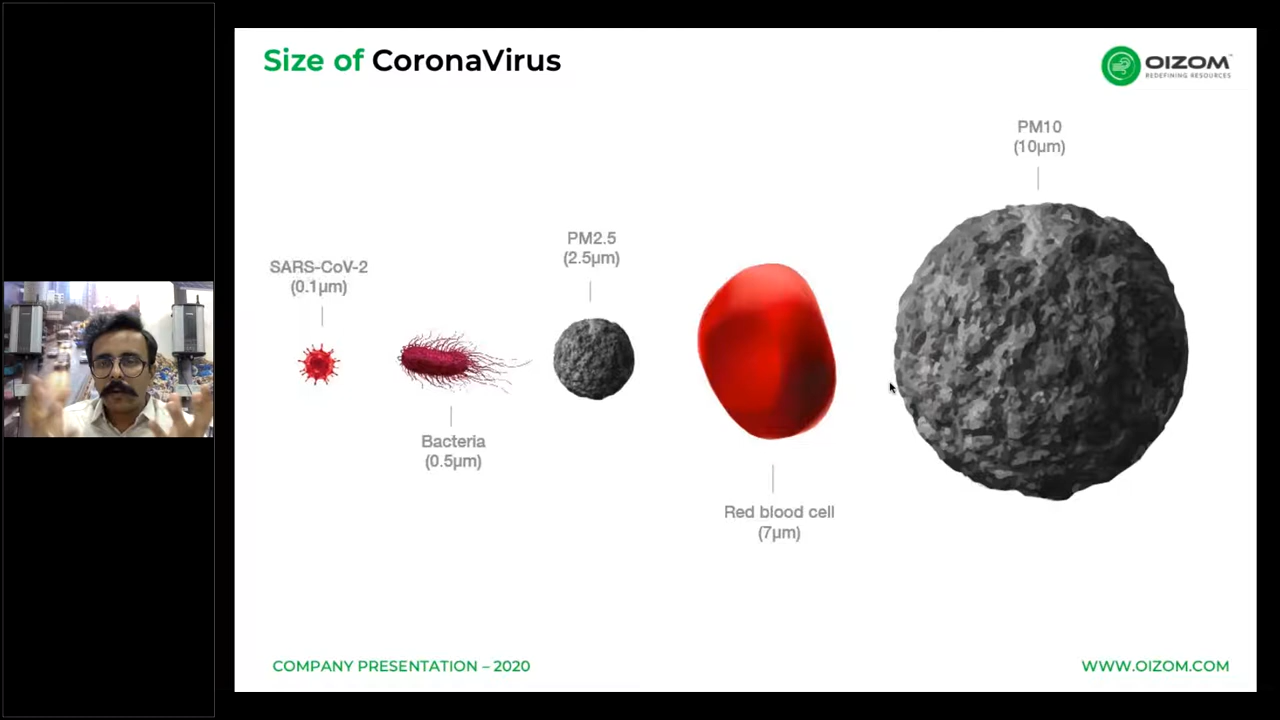 Size of CoronaVirus
OIZOM™
REDEFINING RESOURCES
PM10
(10µm)
PM2.5
(2.5µm)
SARS-CoV-2
(0.1µm)
Bacteria
(0.5µm)
Red blood cell
(7µm)
COMPANY PRESENTATION – 2020
WWW.OIZOM.COM